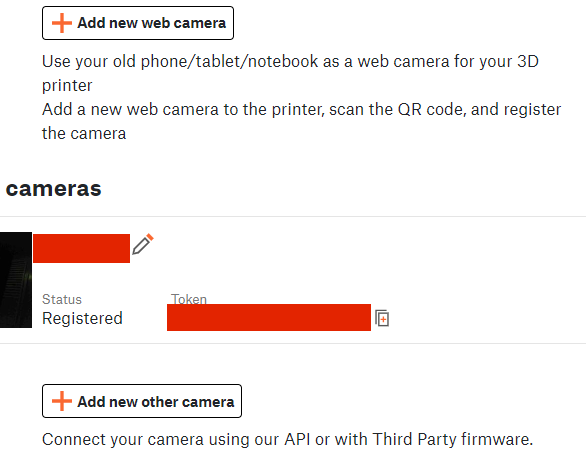 Add new web camera
Use your old phone/tablet/notebook as a web camera for your 3D
printer
Add a new web camera to the printer, scan the QR code, and register
the camera
cameras
Status
Token
Registered
Add new other camera
Connect your camera using our API or with Third Party firmware.